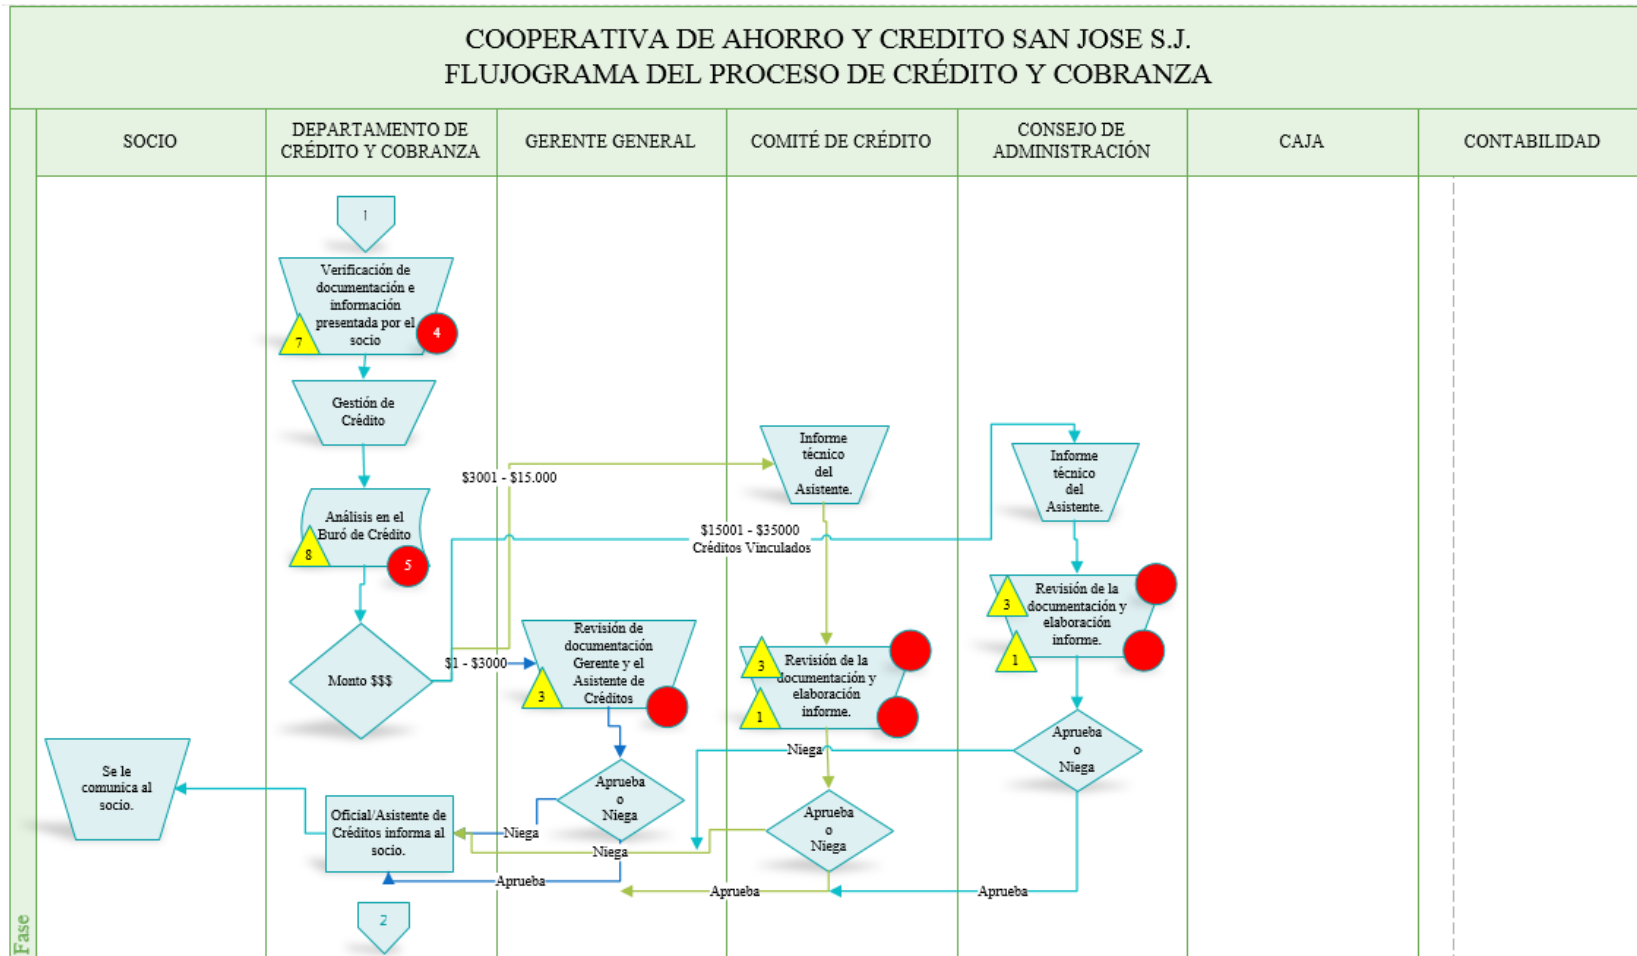 COOPERATIVA DE AHORRO Y CREDITO SAN JOSE S.J.
FLUJOGRAMA DEL PROCESO DE CRÉDITO Y COBRANZA
SOCIO
DEPARTAMENTO DE
CRÉDITO Y COBRANZA
GERENTE GENERAL
COMITÉ DE CRÉDITO
CONSEJO DE
ADMINISTRACIÓN
CAJA
CONTABILIDAD
1
Verificación de
documentación e
información
presentada por el
socio
7
4
Gestión de
Crédito
Análisis en el
Buró de Crédito
8
5
Monto $$$
$3001 - $15.000
$15001 - $35000
Créditos Vinculados
$1 - $3000
Informe
técnico
del
Asistente.
Informe
técnico
del
Asistente.
Revisión de
documentación
Gerente y el
Asistente de
Créditos
3
Revisión de la
documentación y
elaboración
informe.
3
1
Revisión de la
documentación y
elaboración
informe.
3
1
Aprueba
o
Niega
Aprueba
o
Niega
Aprueba
o
Niega
Niega
Niega
Niega
Se le
comunica al
socio.
Oficial/Asistente de
Créditos informa al
socio.
Aprueba
Aprueba
Aprueba
2
Fase